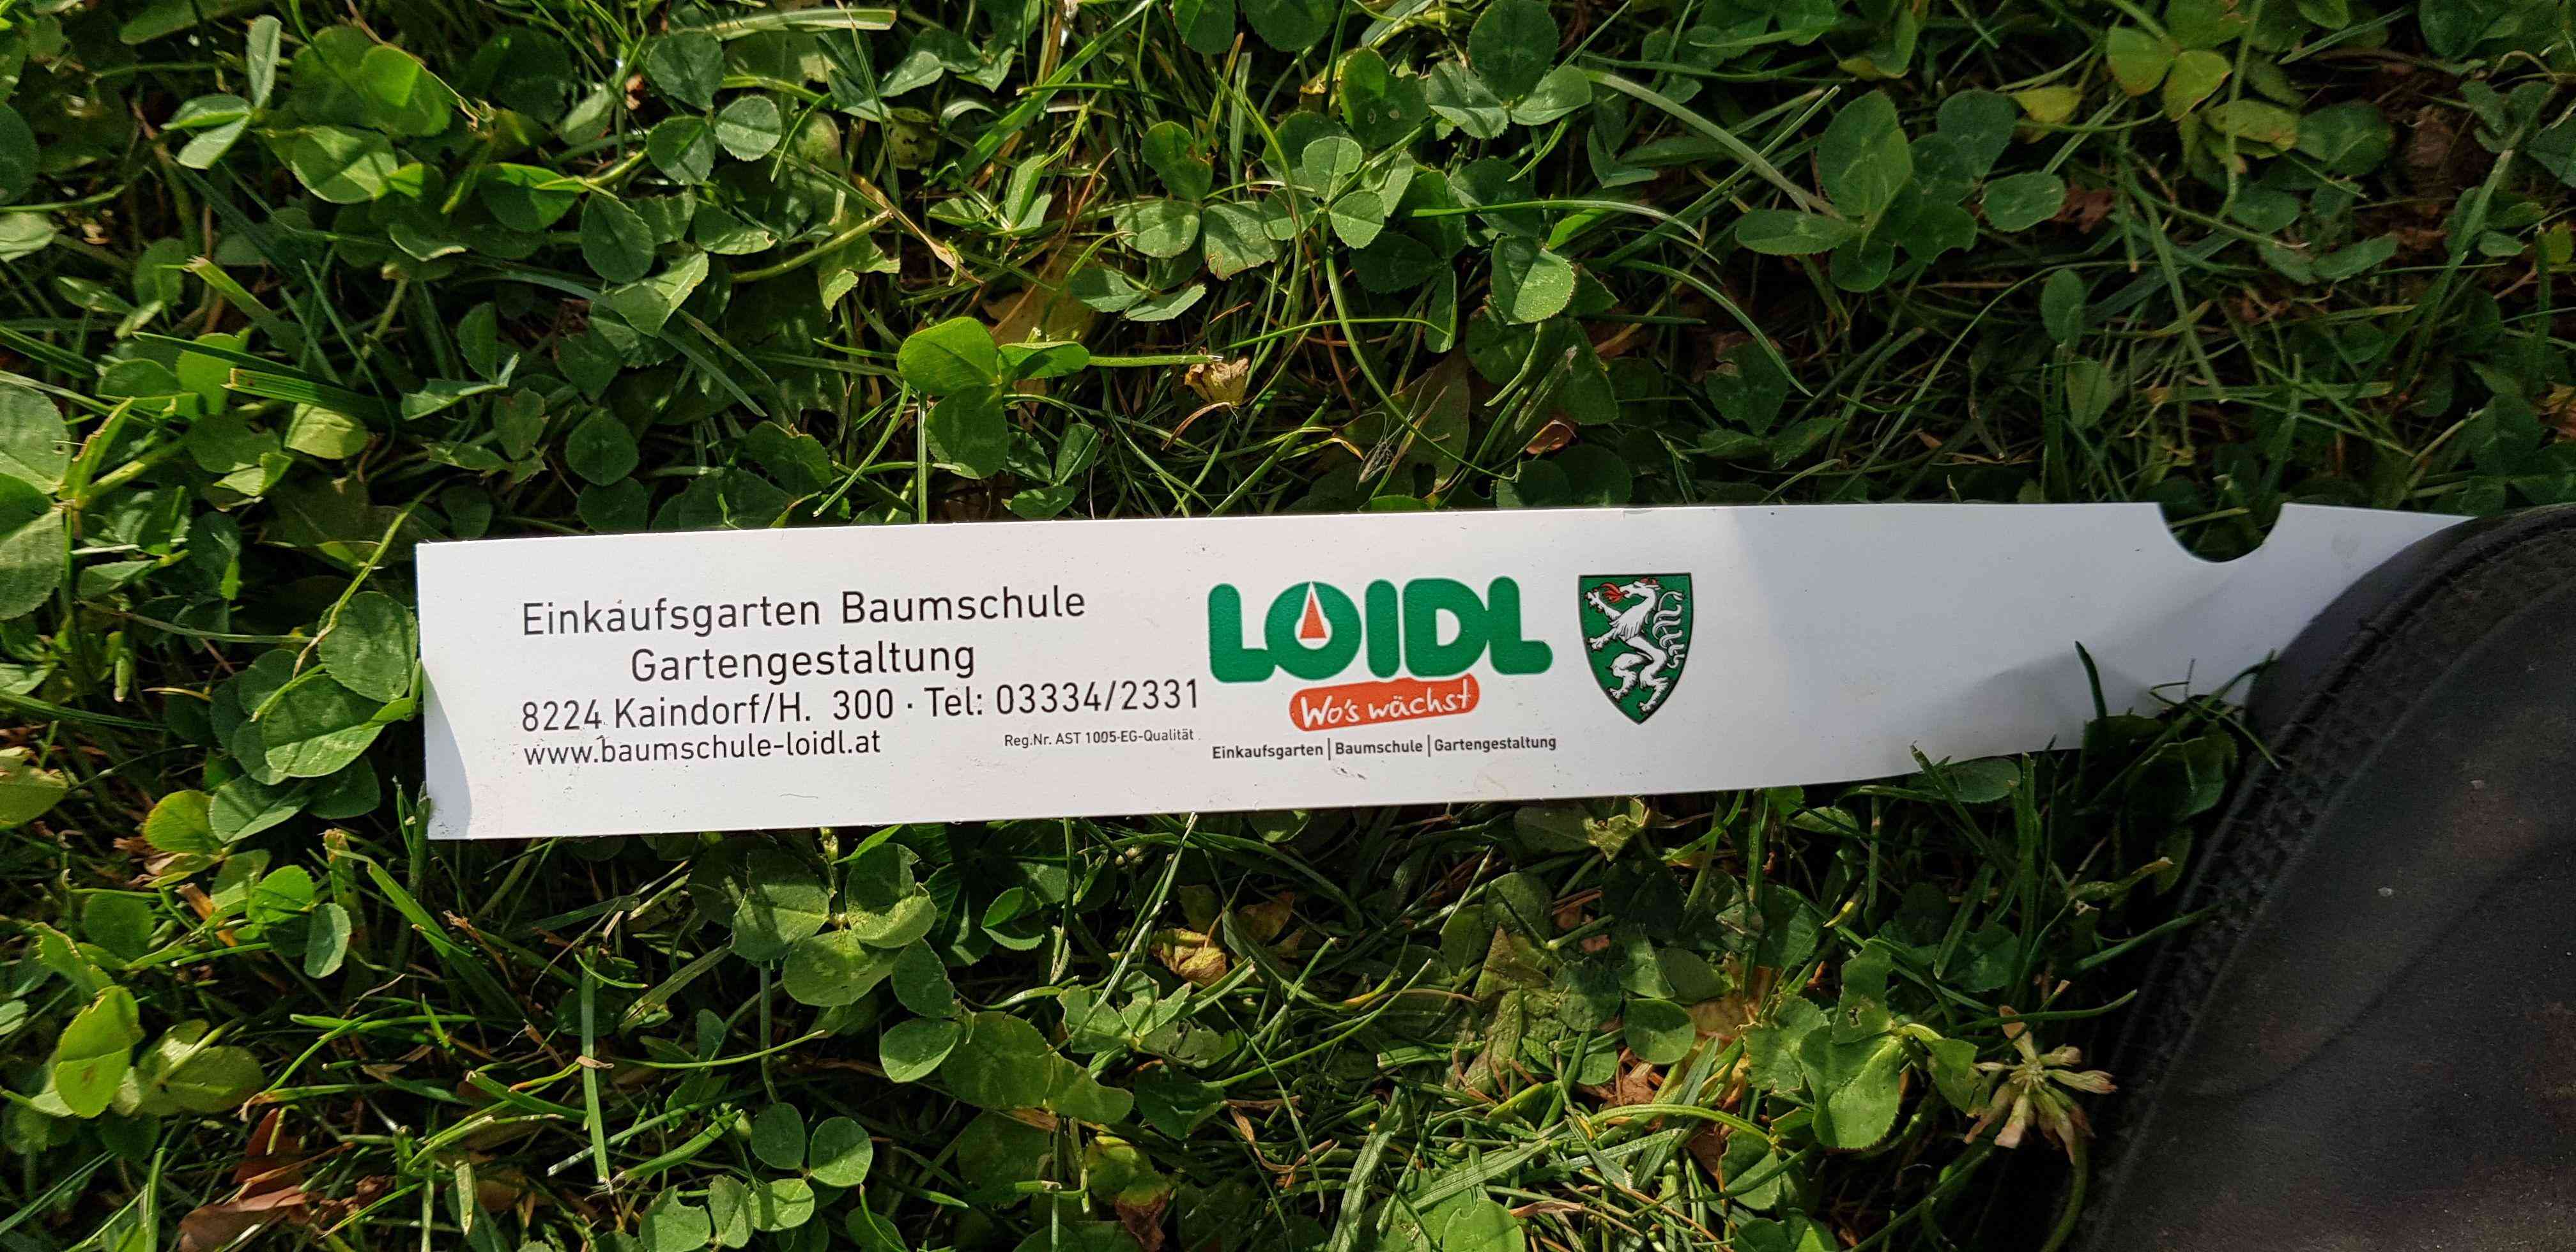 Einkaufsgarten Baumschule
Gartengestaltung
8224 Kaindorf/H. 300 · Tel: 03334/2331
www.baumschule-loidl.at
Reg.Nr. AST 1005-EG-Qualität
LOIDL
Wo's wächst
Einkaufsgarten | Baumschule | Gartengestaltung